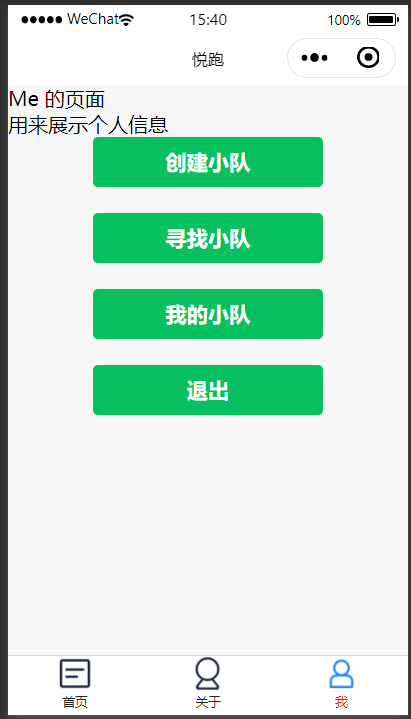 WeChat 15:40 100%
悦跑
Me 的页面
用来展示个人信息
创建小队
寻找小队
我的小队
退出
首页 关于 我